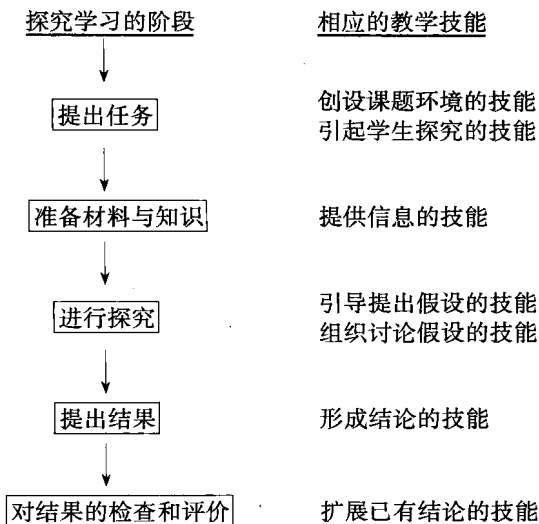 探究学习的阶段 相应的教学技能
提出任务 创设课题环境的技能
引起学生探究的技能
准备材料与知识 提供信息的技能
进行探究 引导提出假设的技能
组织讨论假设的技能
提出结果 形成结论的技能
对结果的检查和评价 扩展已有结论的技能